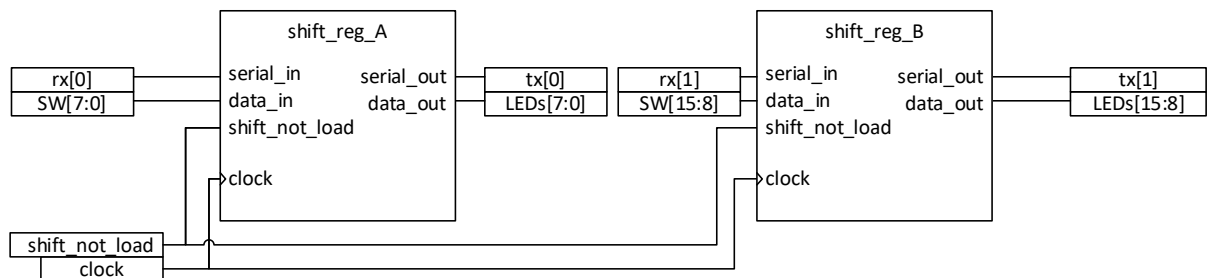 shift_reg_A
rx[0]
SW[7:0]
serial_in
data_in
shift_not_load
clock
serial_out
data_out
tx[0]
LEDs[7:0]
shift_reg_B
rx[1]
SW[15:8]
serial_in
data_in
shift_not_load
clock
serial_out
data_out
tx[1]
LEDs[15:8]
shift_not_load
clock